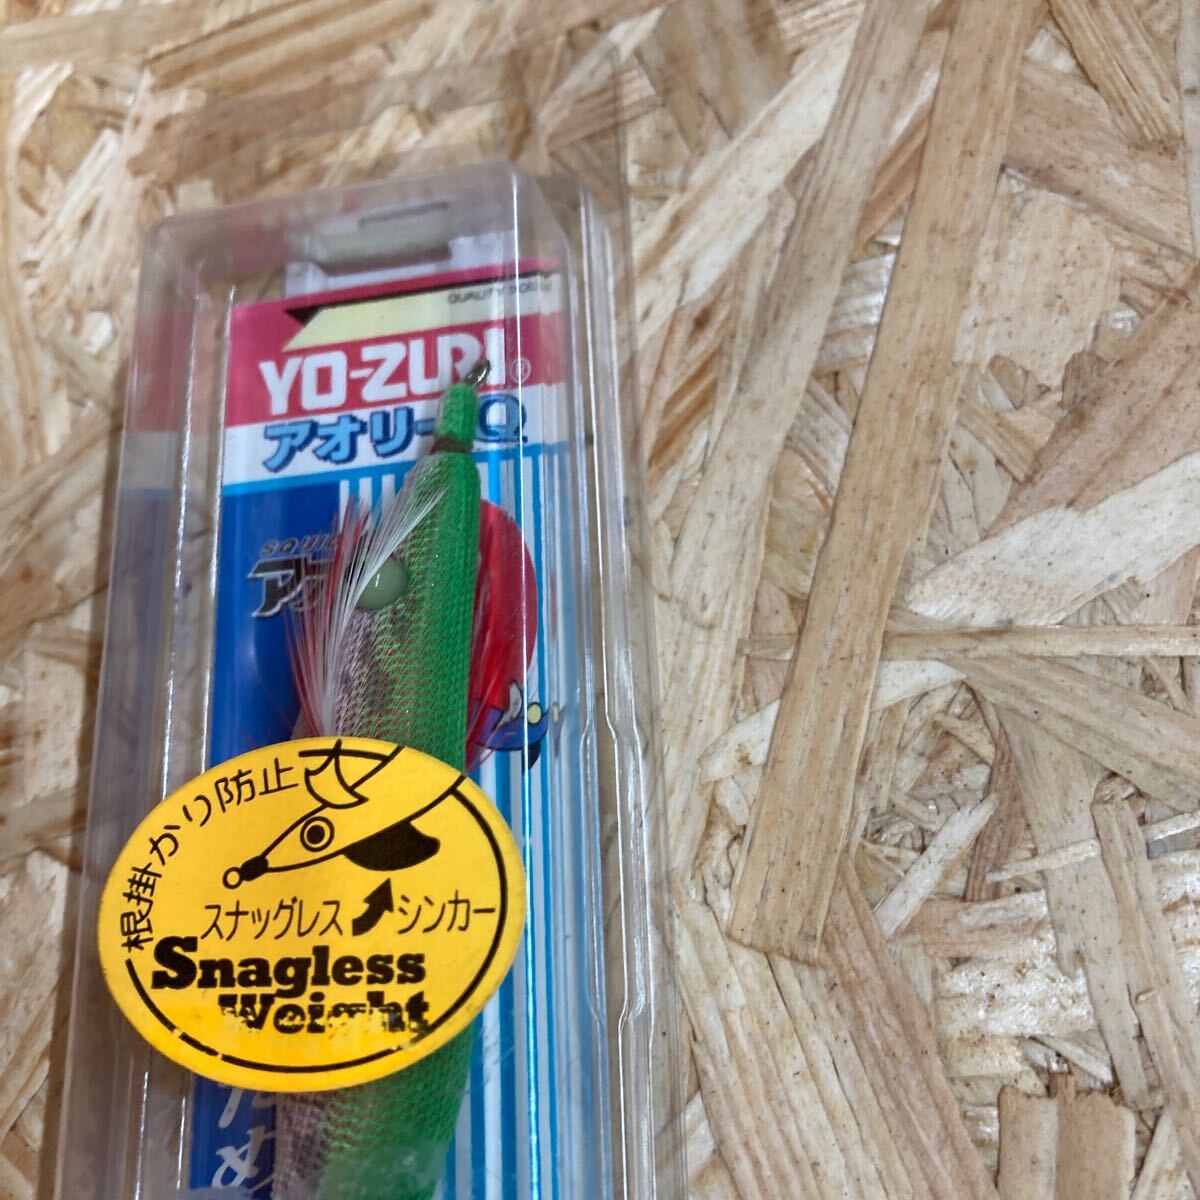 YO-ZURI®
アオリーQ
根掛かり防止
スナッグレス シンカー
Snagless
Weight